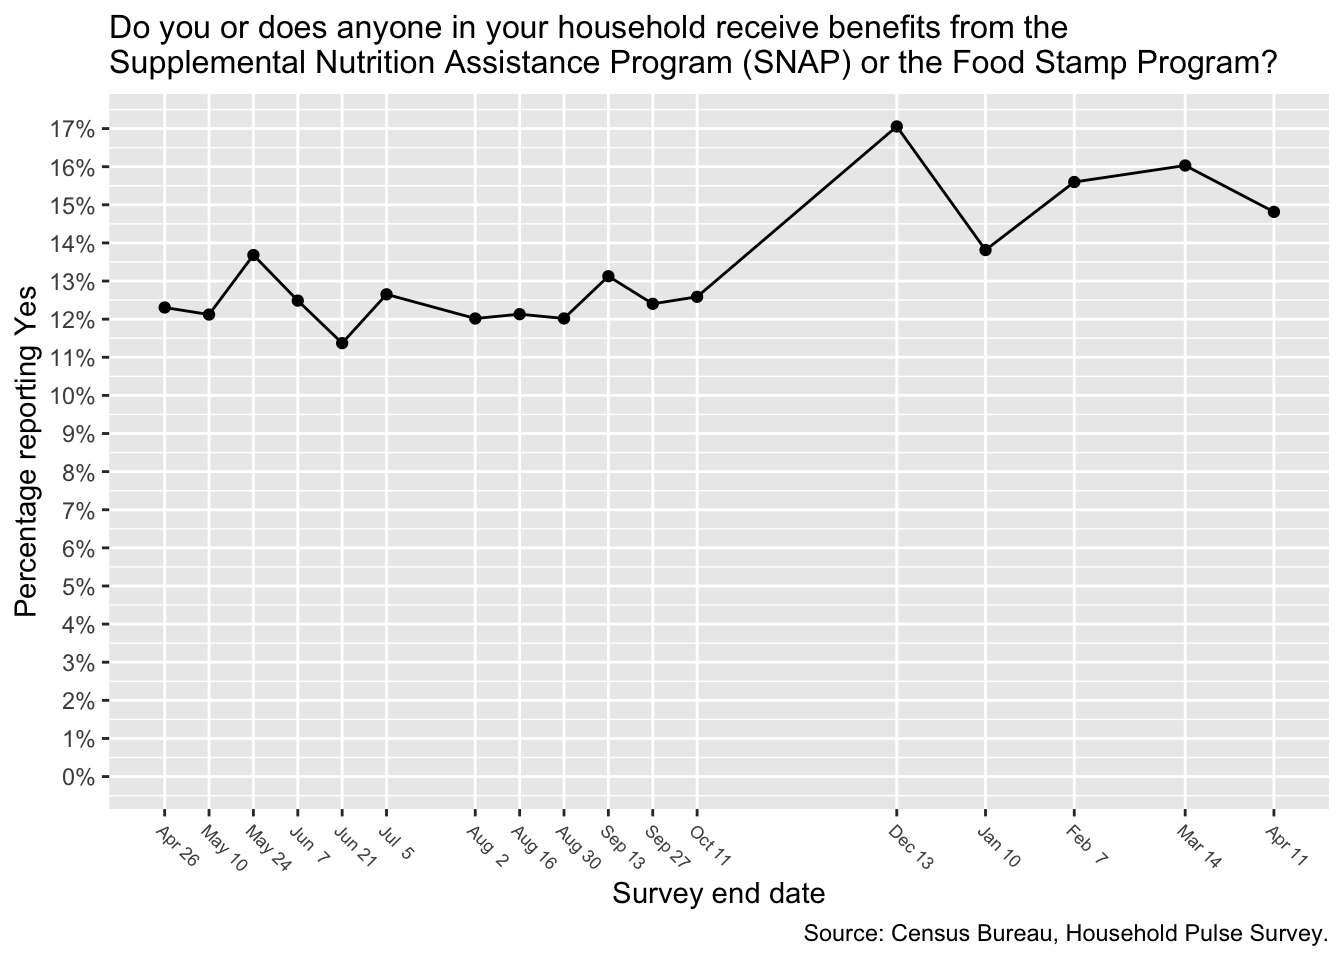 Do you or does anyone in your household receive benefits from the
Supplemental Nutrition Assistance Program (SNAP) or the Food Stamp Program?
Percentage reporting Yes
17%
16%
15%
14%
13%
12%
11%
10%
9%
8%
7%
6%
5%
4%
3%
2%
1%
0%
Apr 26
May 10
May 24
Jun 7
Jun 21
Jul 5
Aug 2
Aug 16
Aug 30
Sep 13
Sep 27
Oct 11
Dec 13
Jan 10
Feb 7
Mar 14
Apr 11
Survey end date
Source: Census Bureau, Household Pulse Survey.